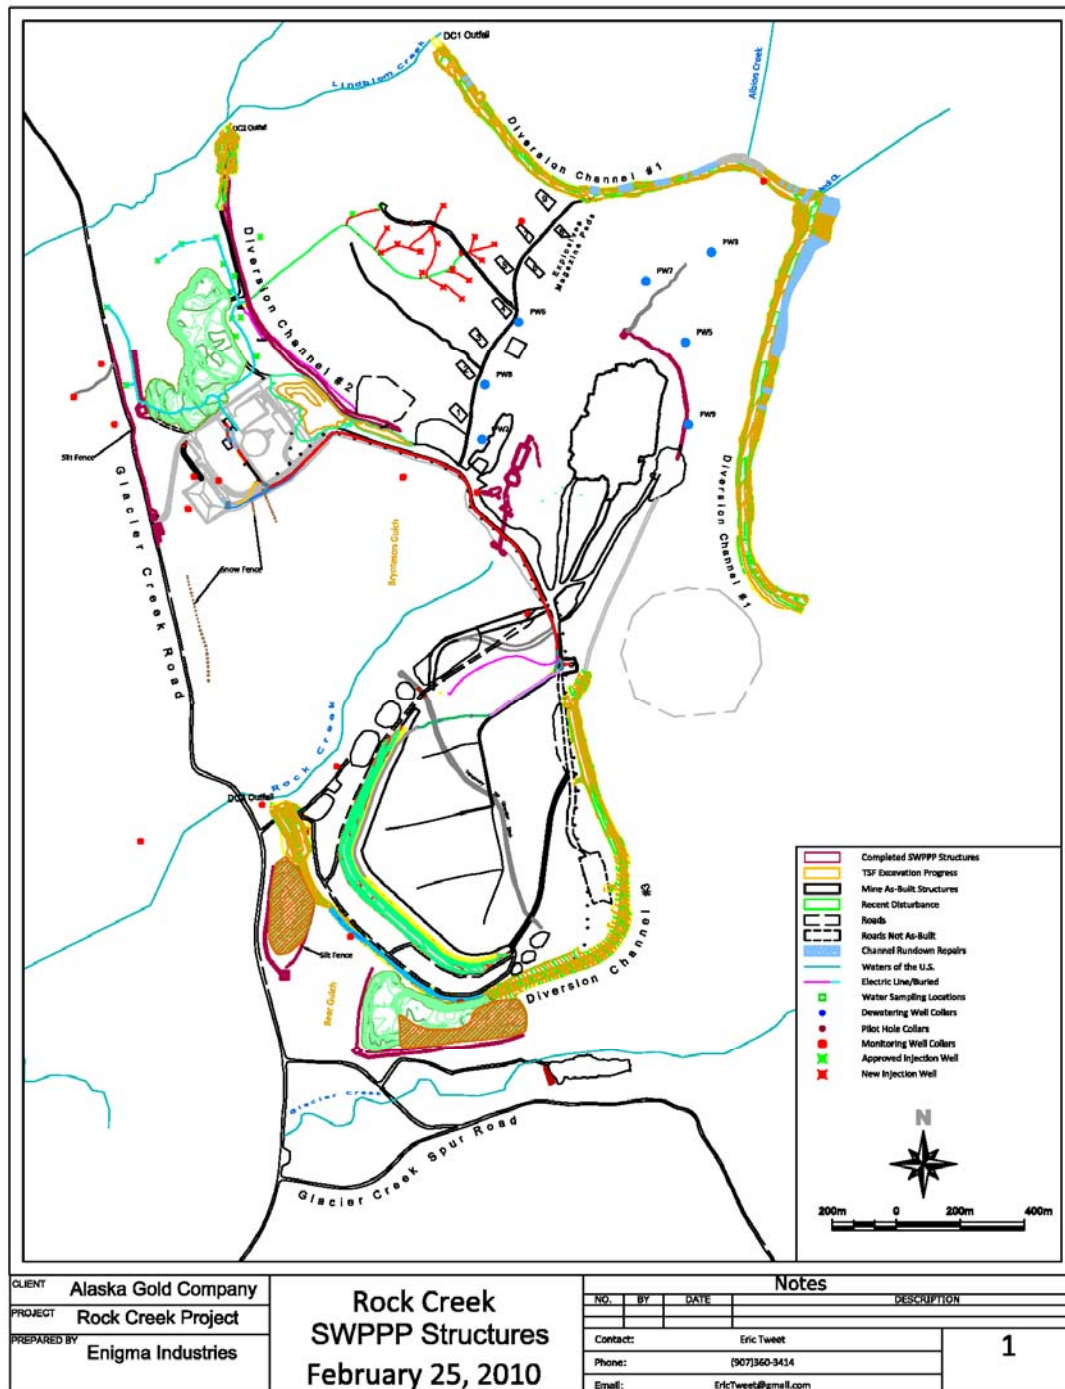 DC1 Outfall
Lindblom Creek
Albion Creek
DC2 Outfall
Diversion Channel #1
Explosives
Magazine Pads
Diversion Channel #2
PW3
PW7
PW6
PW5
PW8
PW9
PW2
Silt Fence
Glacier Creek Road
Snow Fence
Brynteson Gulch
Diversion Channel #1
Rock Creek
Outfall
Diversion Channel #3
Silt Fence
Bear Gulch
Glacier Creek
Glacier Creek Spur Road
Completed SWPPP Structures
TSF Excavation Progress
Mine As-Built Structures
Recent Disturbance
Roads
Roads Not As-Built
Channel Rundown Repairs
Waters of the U.S.
Electric Line/Buried
Water Sampling Locations
Dewatering Well Collars
Pilot Hole Collars
Monitoring Well Collars
Approved Injection Well
New Injection Well
N
200m 0 200m 400m
CLIENT Alaska Gold Company
PROJECT Rock Creek Project
PREPARED BY Enigma Industries
Rock Creek
SWPPP Structures
February 25, 2010
Notes
NO. BY DATE DESCRIPTION
Contact: Eric Tweet
Phone: (907)360-3414
Email: EricTweet@gmail.com
1